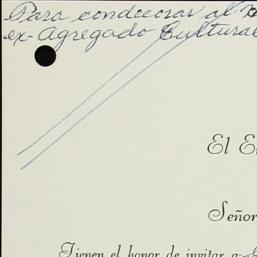 Para condecorar al
ex-Agregado Cultural
El
Señor
Tienen el honor de invitar a